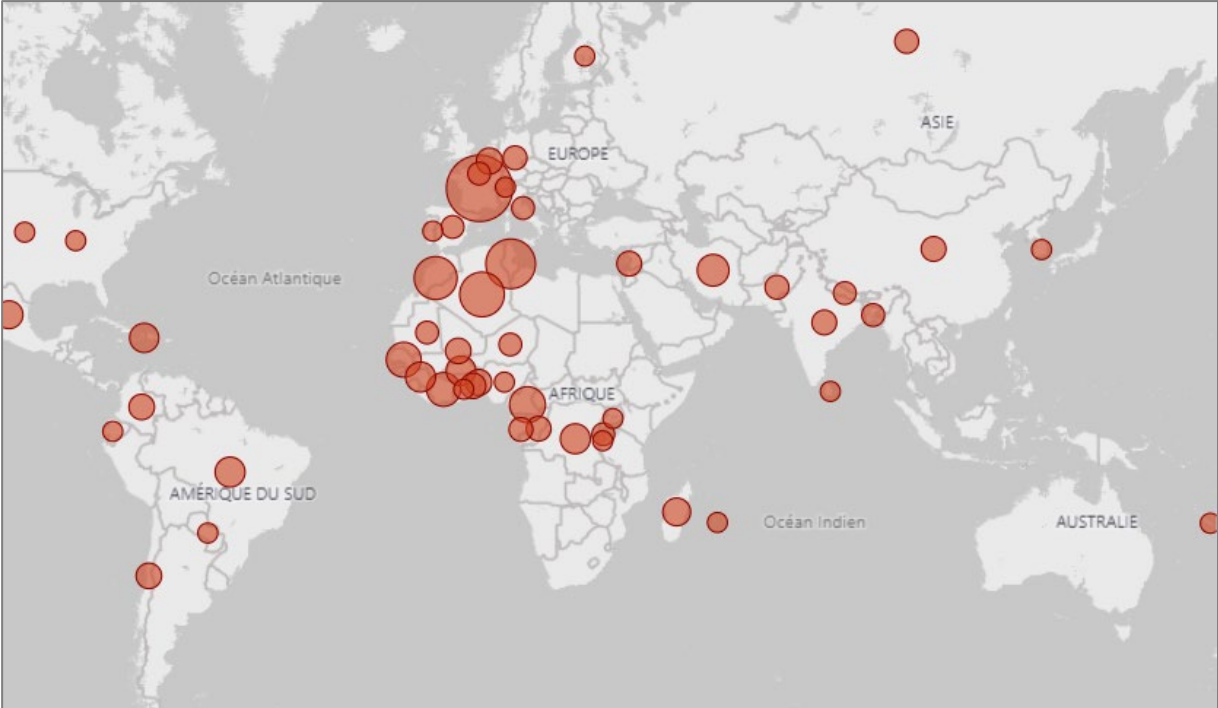 ASIE
EUROPE
Océan Atlantique
AFRIQUE
AMÉRIQUE DU SUD
Océan Indien
AUSTRALIE